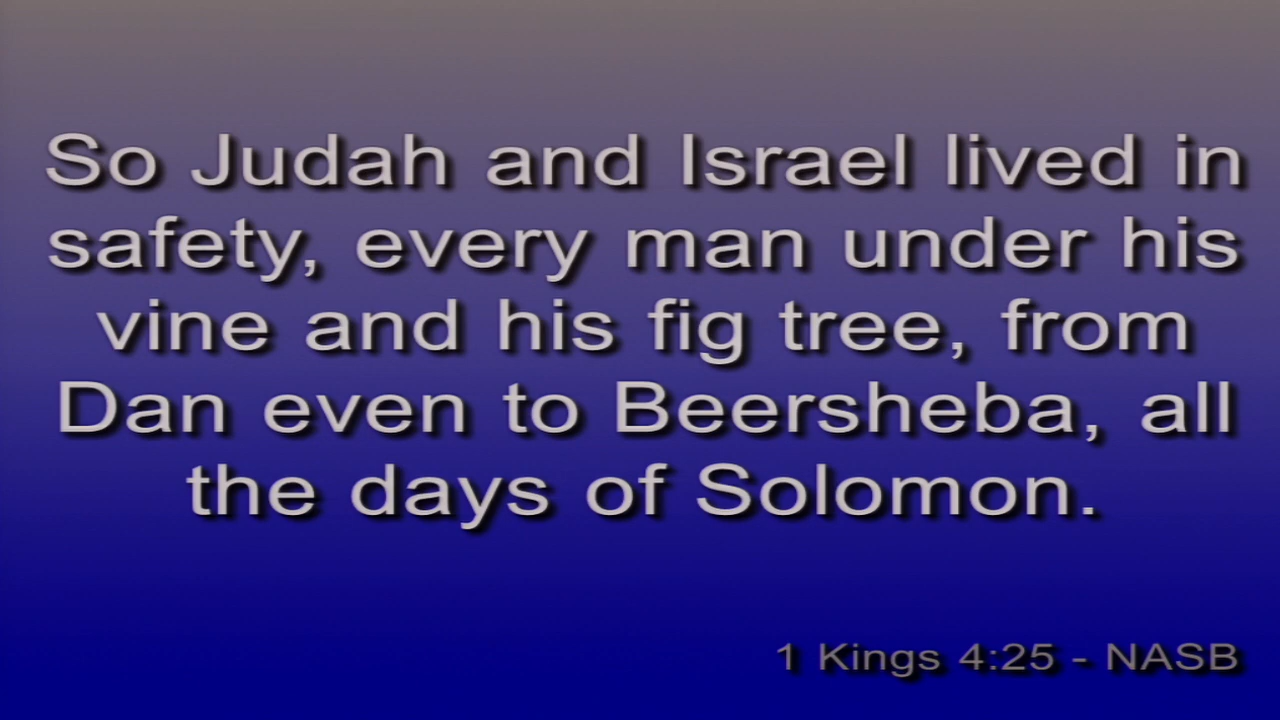 So Judah and Israel lived in
safety, every man under his
vine and his fig tree, from
Dan even to Beersheba, all
the days of Solomon.
1 Kings 4:25 - NASB